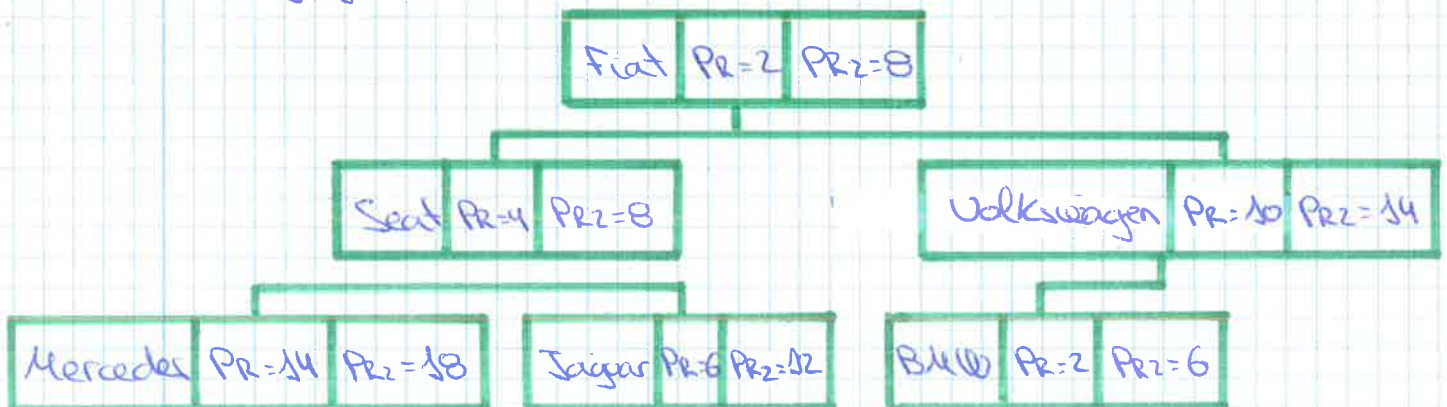 Fiat PR=2 PR2=8
Seat PR=4 PR2=8 Volkswagen PR=10 PR2=14
Mercedes PR=14 PR2=18 Jaguar PR=6 PR2=12 BMW PR=2 PR2=6